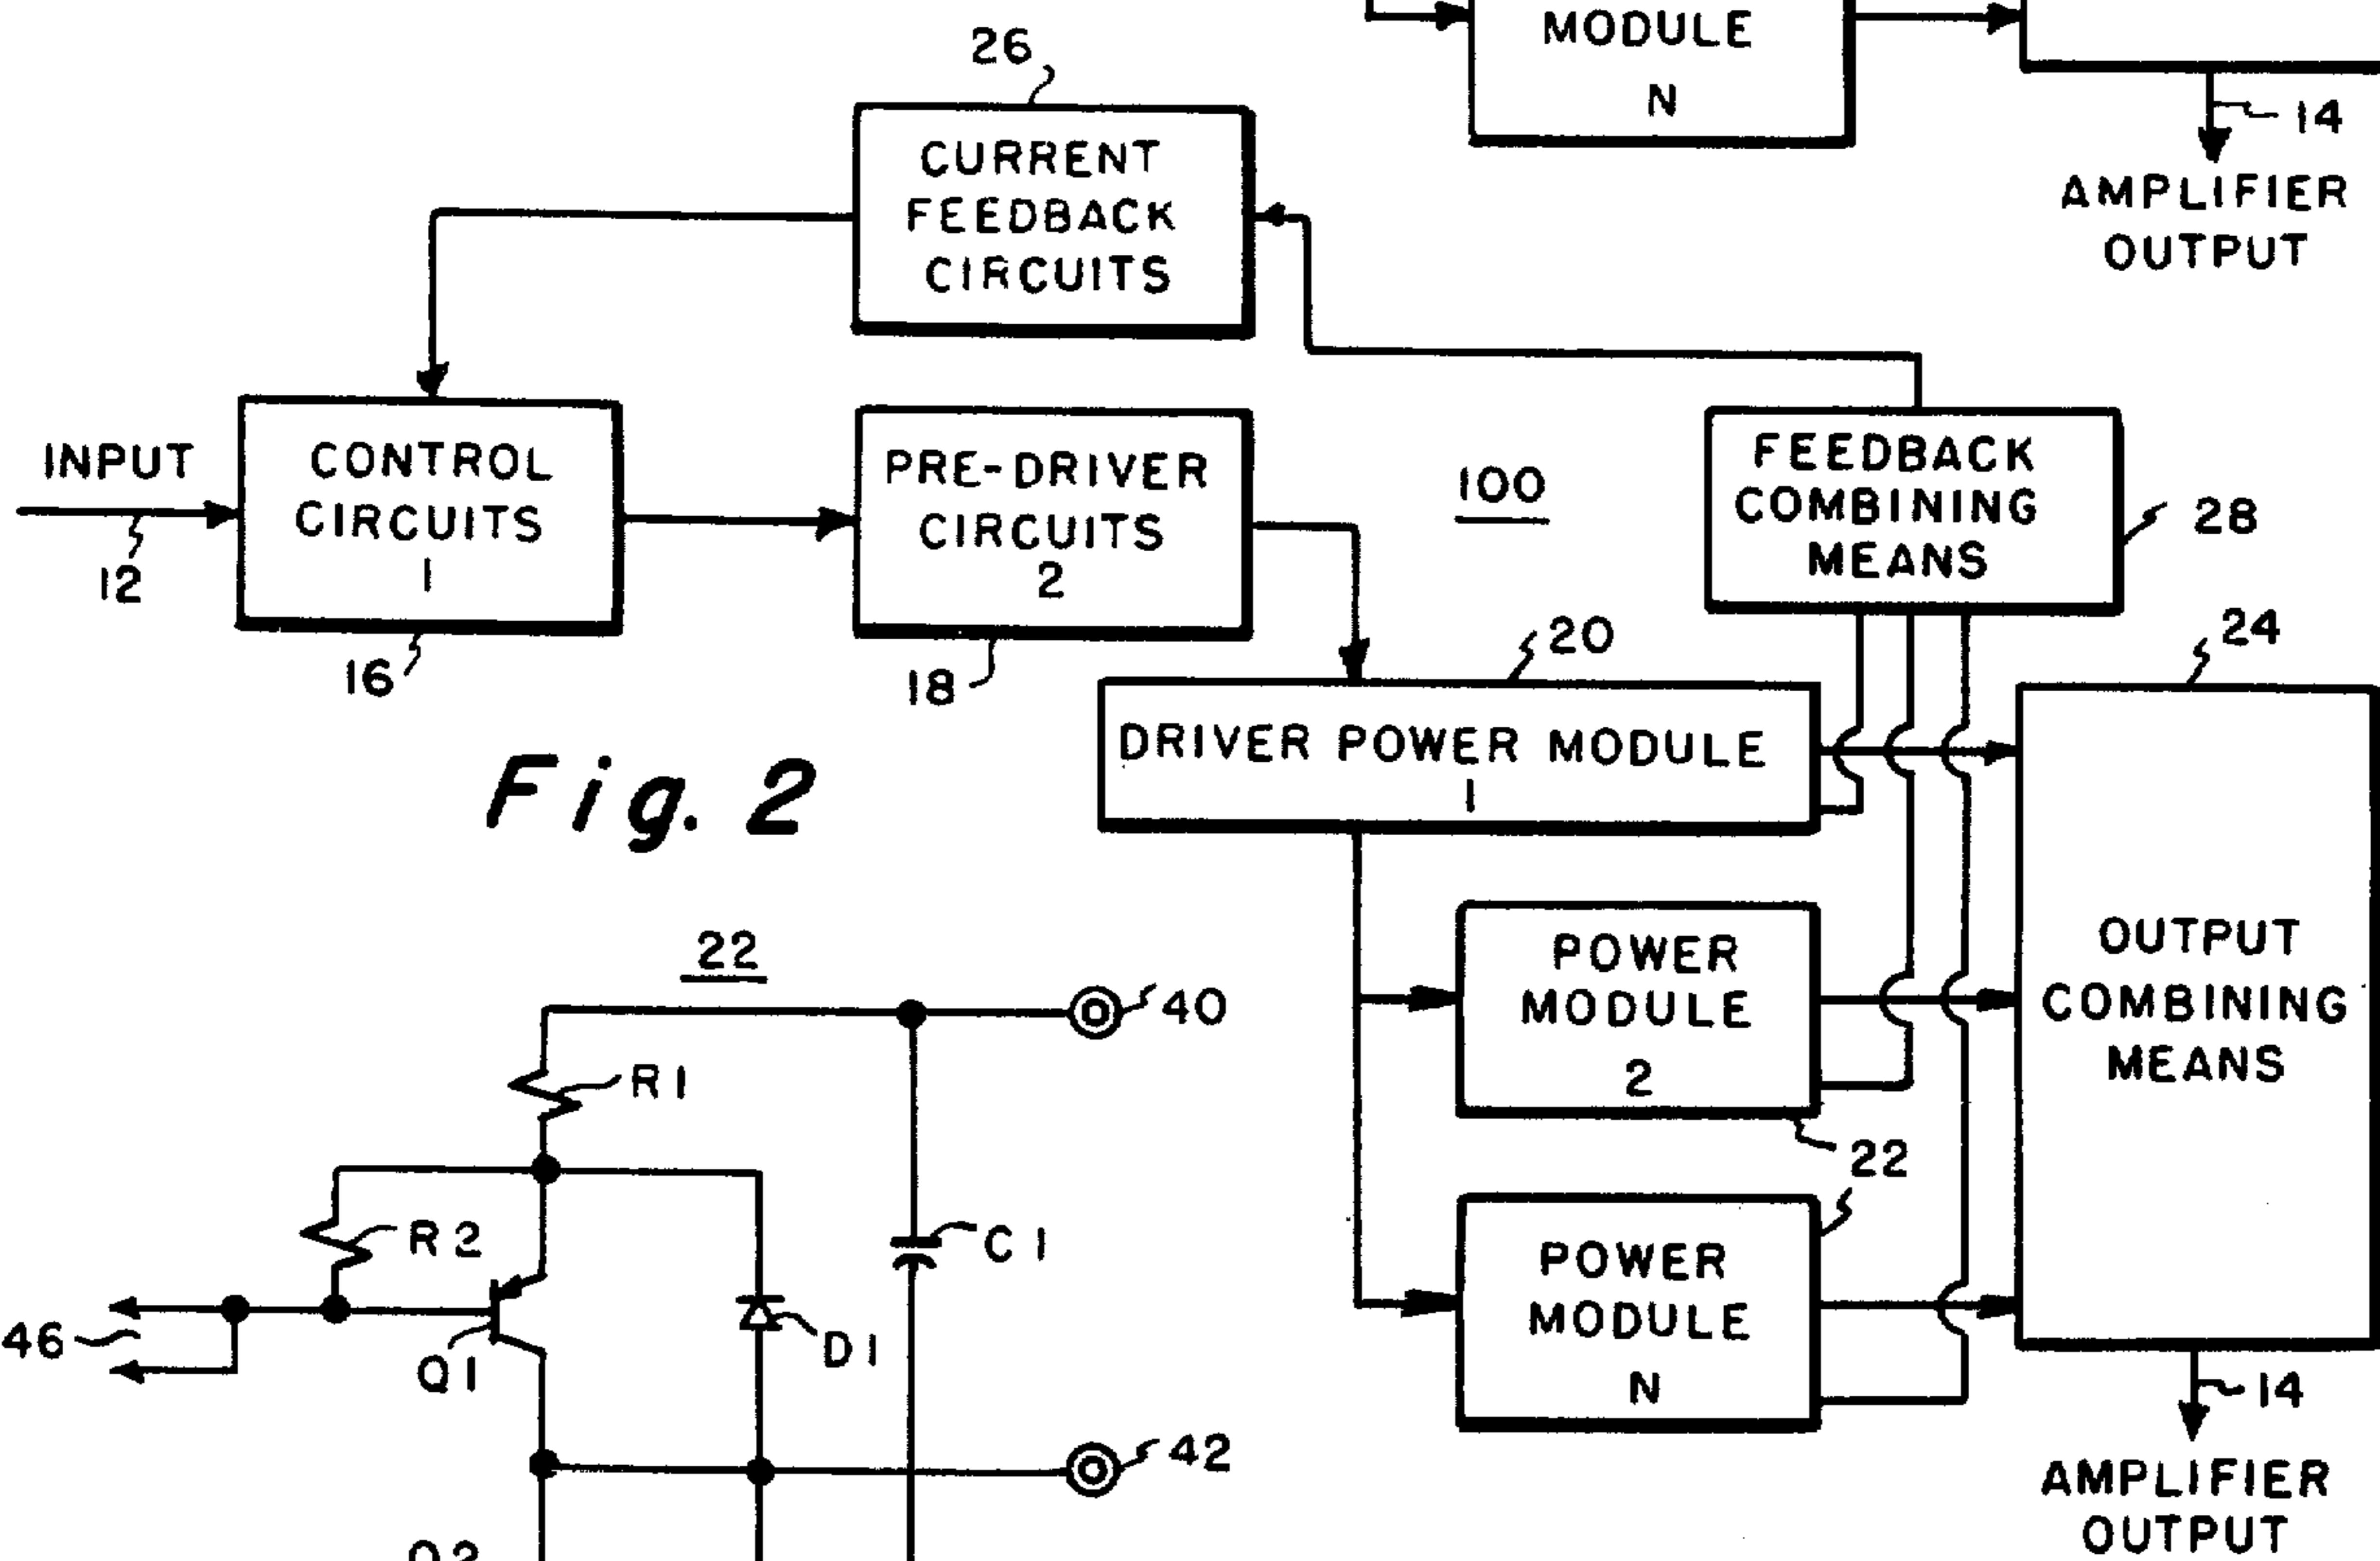 MODULE
N
14
AMPLIFIER
OUTPUT
26
CURRENT
FEEDBACK
CIRCUITS
INPUT
12
CONTROL
CIRCUITS
1
16
PRE-DRIVER
CIRCUITS
2
18
100
FEEDBACK
COMBINING
MEANS
28
20
DRIVER POWER MODULE
1
24
OUTPUT
COMBINING
MEANS
Fig. 2
POWER
MODULE
2
22
POWER
MODULE
N
14
AMPLIFIER
OUTPUT
22
40
R1
R2
C1
46
Q1
D1
42
Q2